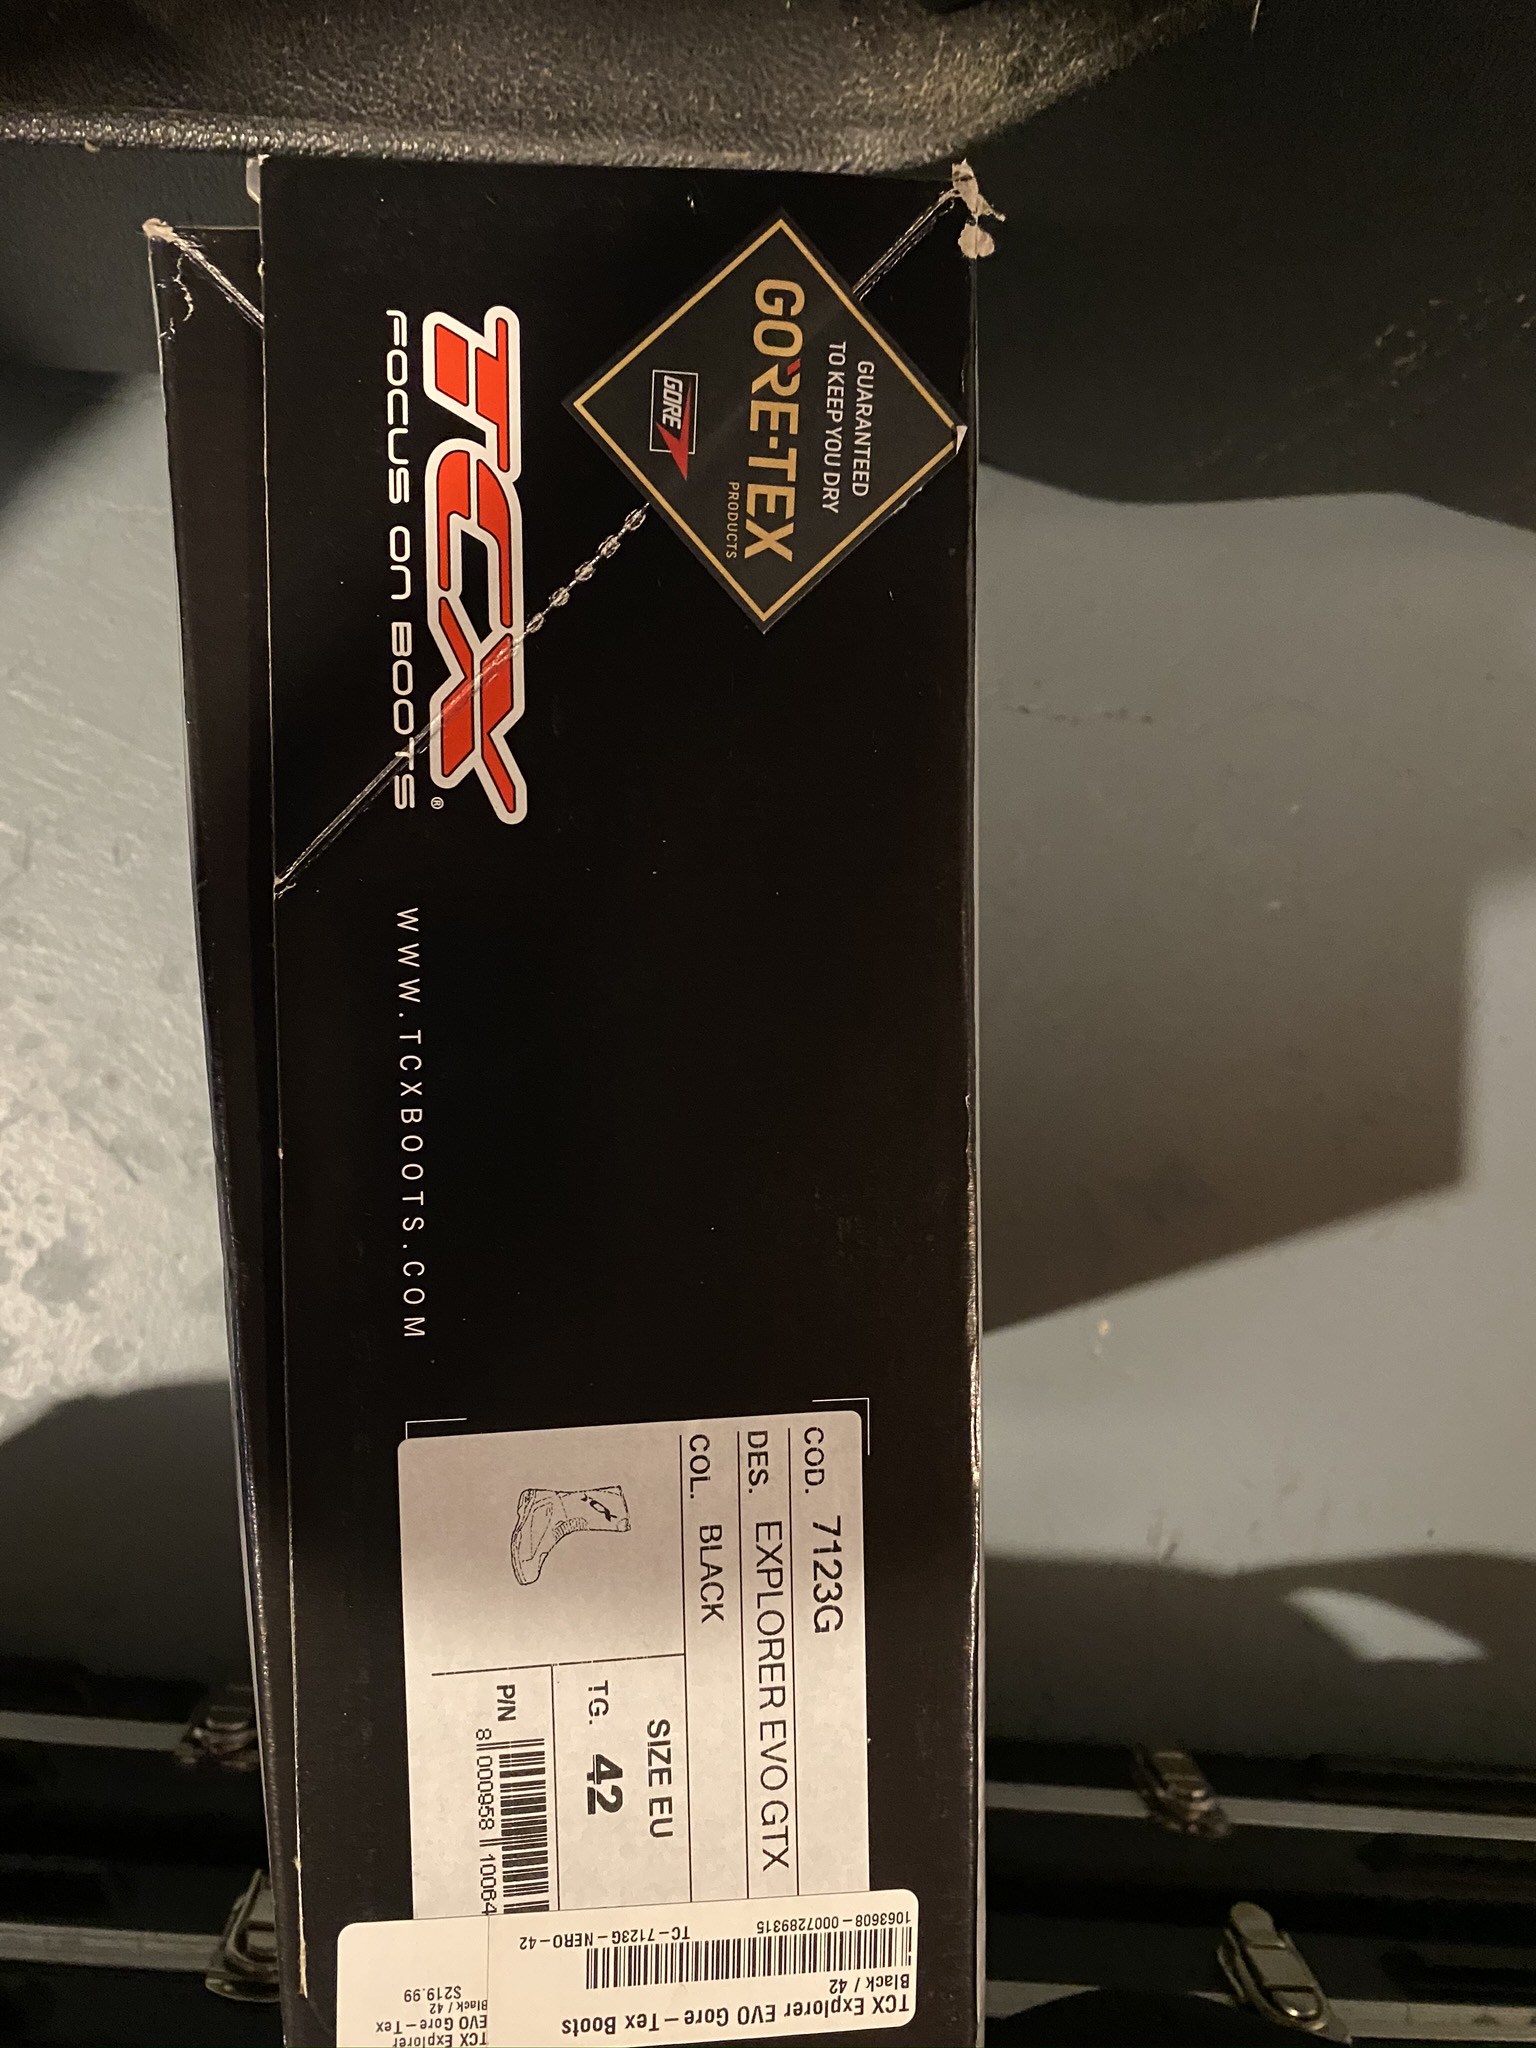 GUARANTEED
TO KEEP YOU DRY
GORE-TEX
PRODUCTS
GORE
TCX®
FOCUS ON BOOTS
WWW.TCXBOOTS.COM
COD. 7123G
DES. EXPLORER EVO GTX
COL. BLACK
SIZE EU
TG. 42
P/N
8 000958 10064
TCX Explorer EVO Gore-Tex Boots
Black / 42
1063608-0007289315
TC-7123G-NERO-42
TCX Explorer
EVO Gore-Tex
Black / 42
$219.99